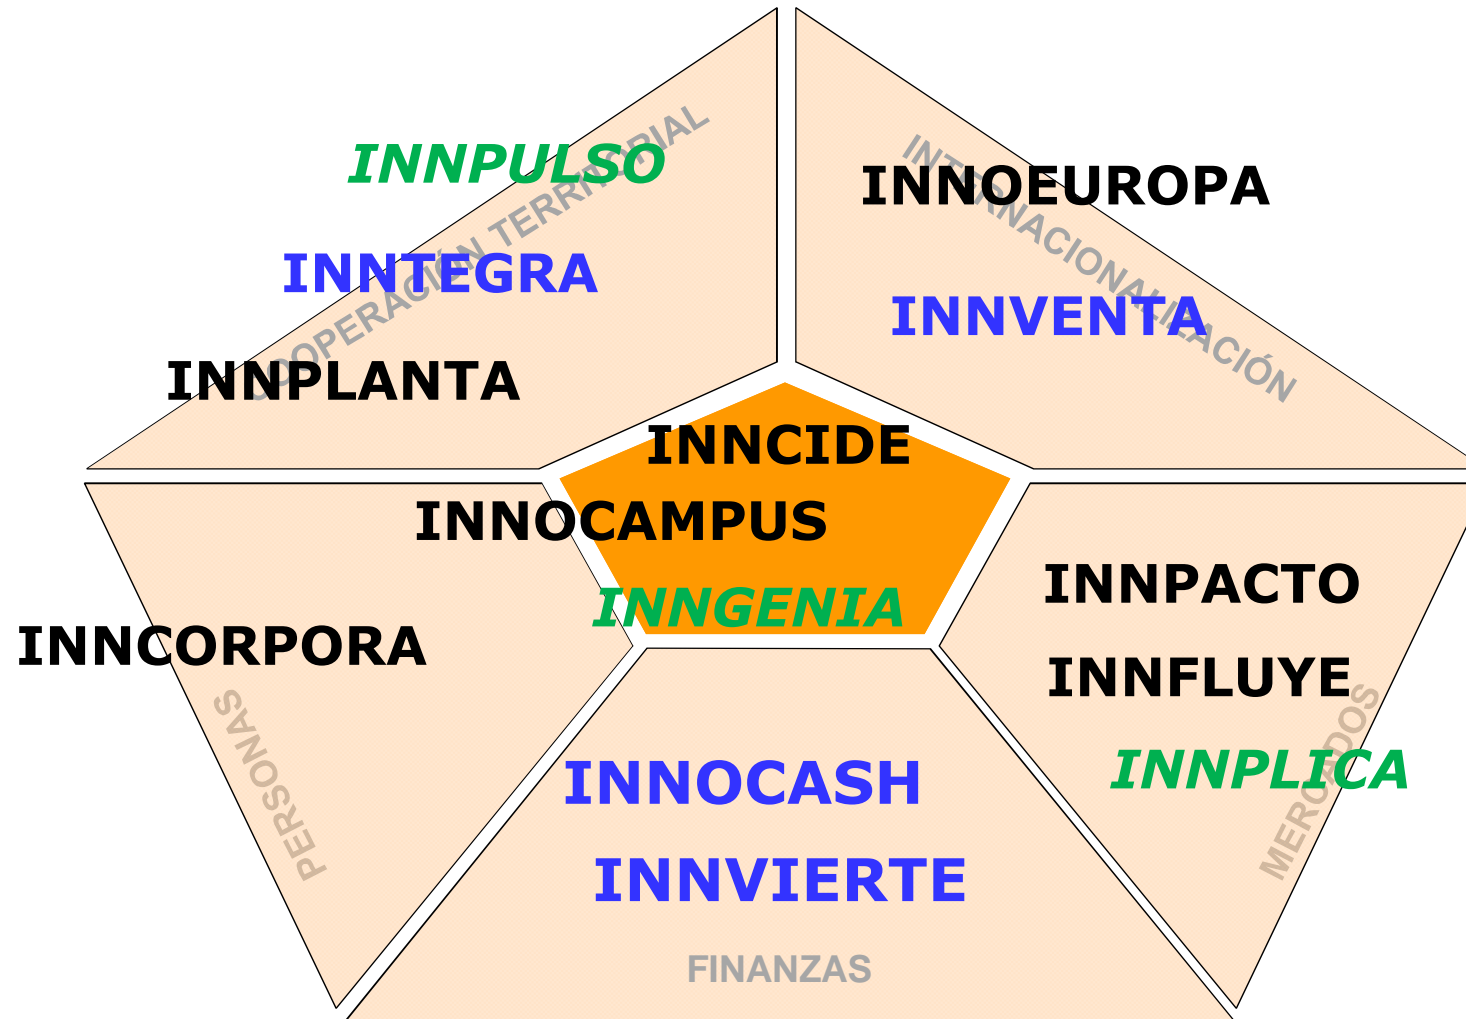 INNPULSO
COOPERACIÓN TERRITORIAL
INNTEGRA
INNPLANTA
INNOEUROPA
INTERNACIONALIZACIÓN
INNVENTA
INNCIDE
INNOCAMPUS
INNGENIA
INNCORPORA
PERSONAS
INNPACTO
INNFLUYE
INNPLICA
MERCADOS
INNOCASH
INNVIERTE
FINANZAS